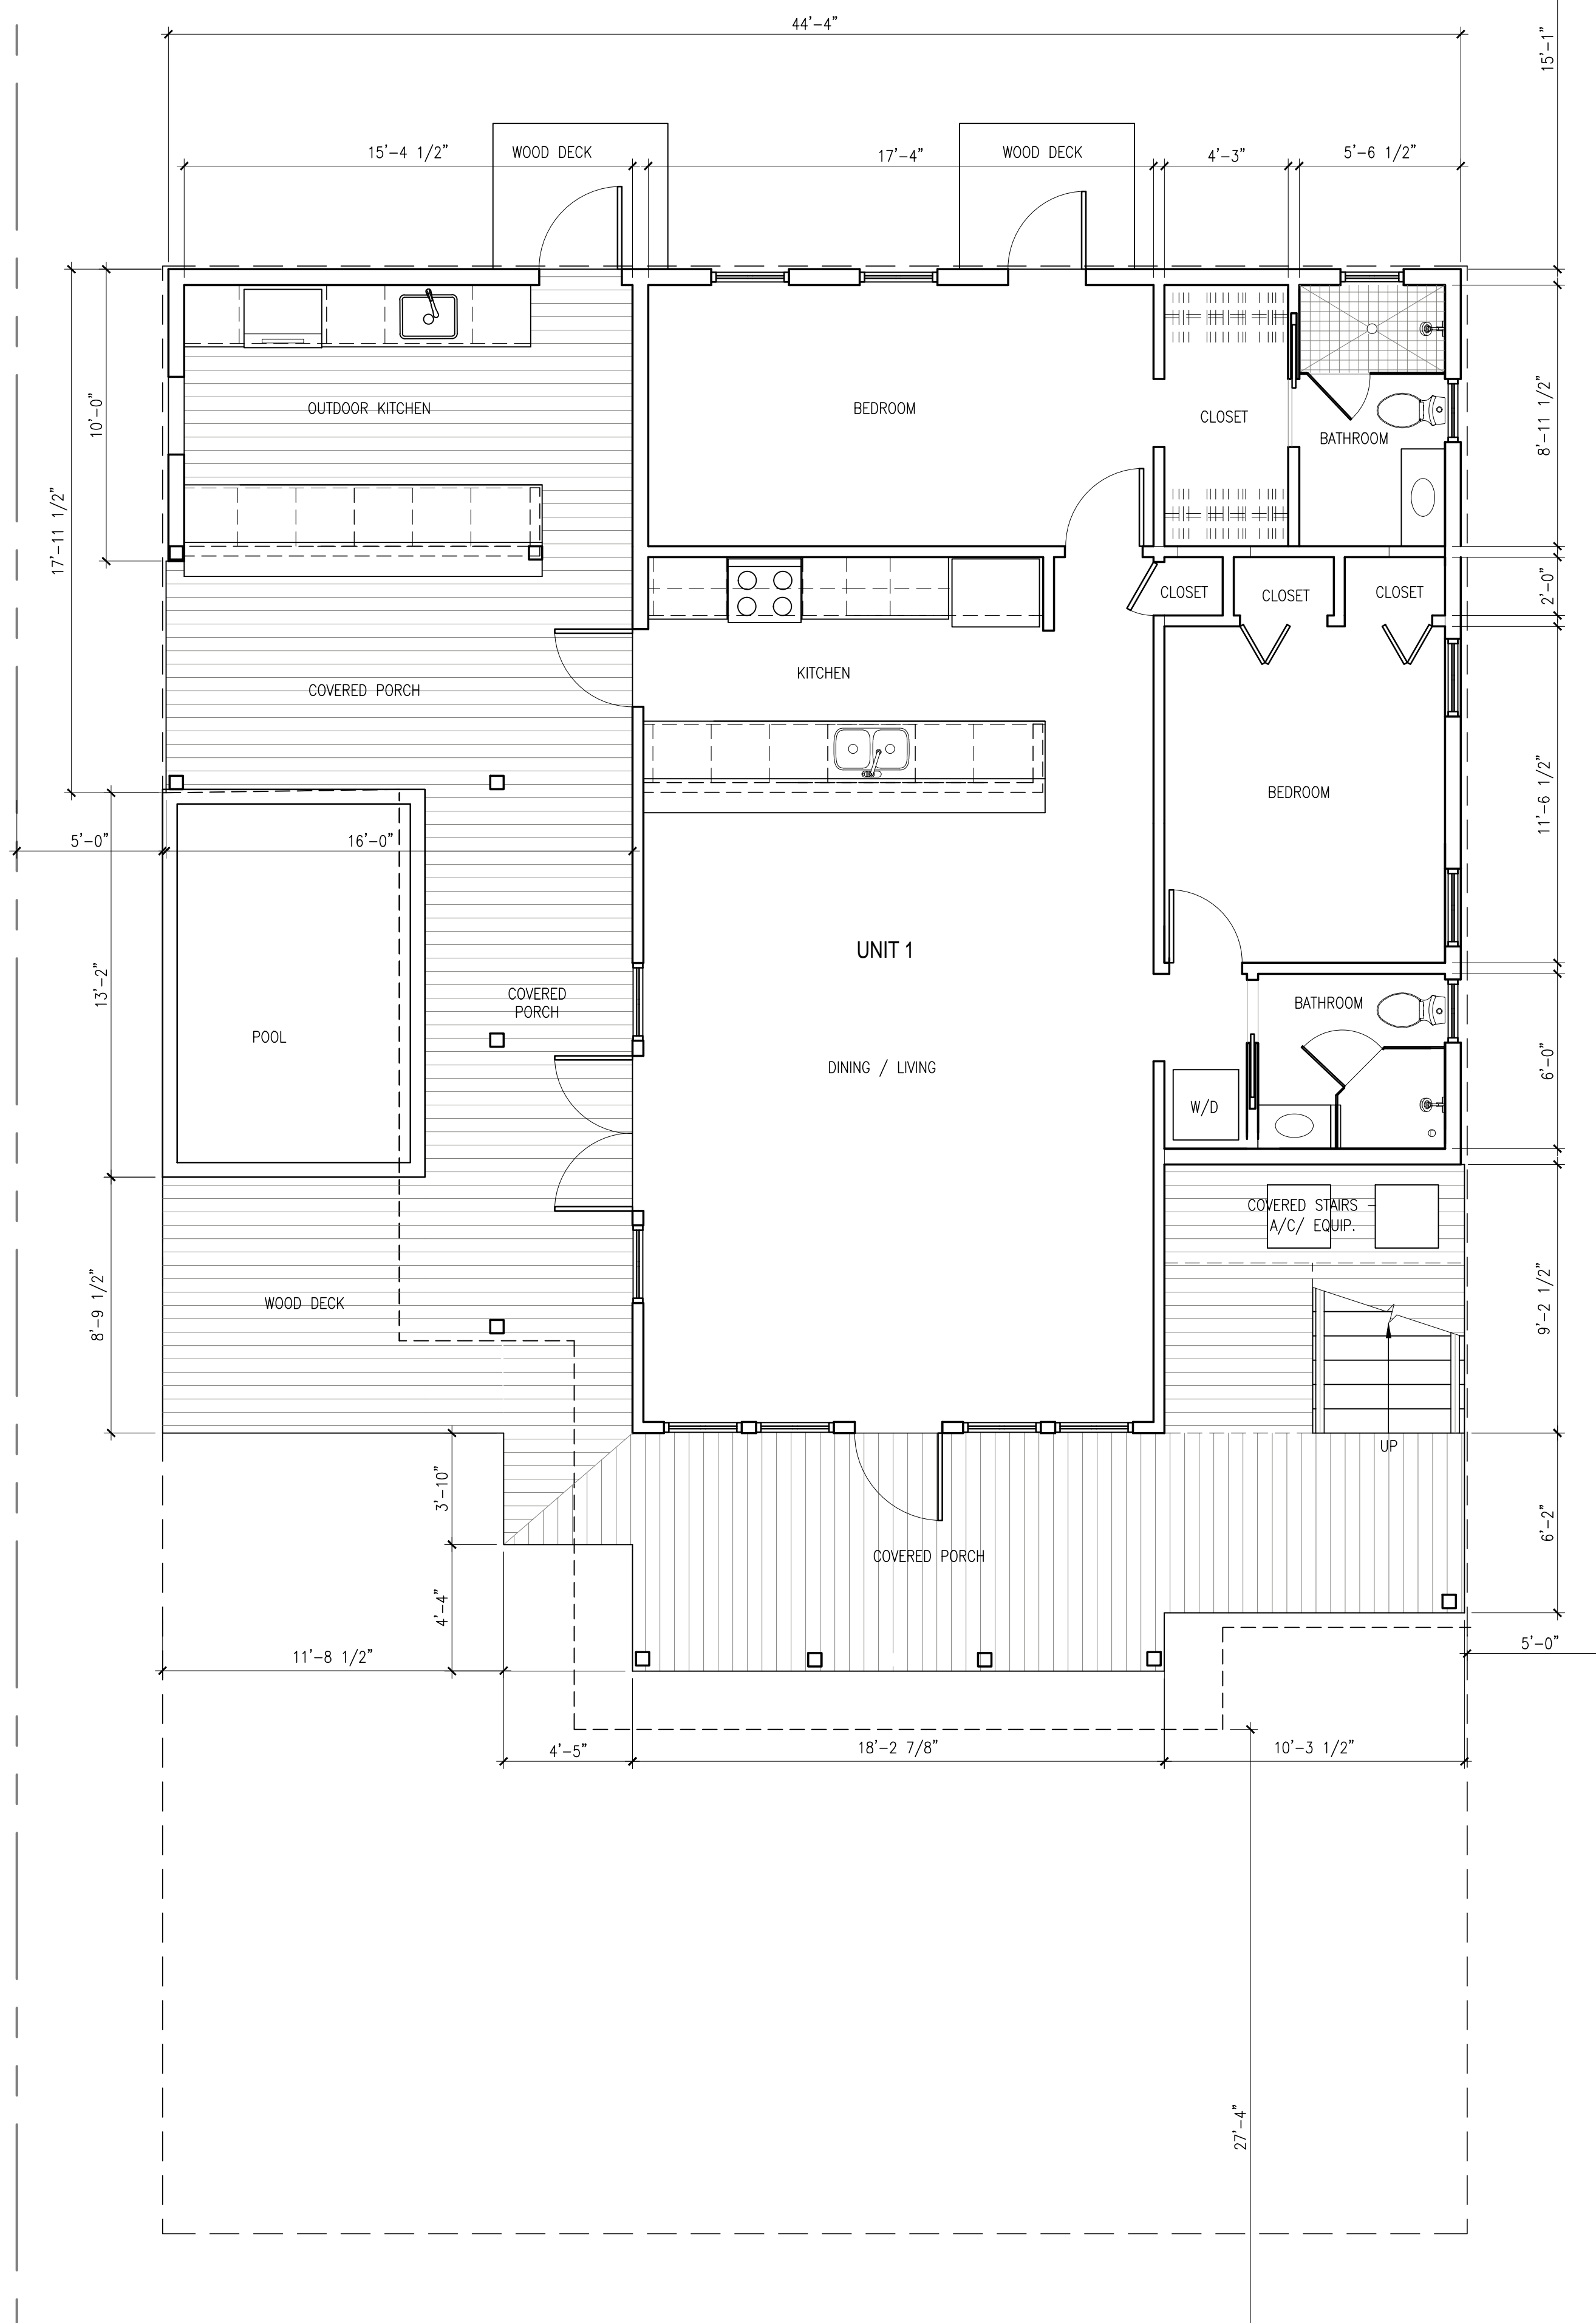 44'-4"
15'-1"
15'-4 1/2"
WOOD DECK
17'-4"
WOOD DECK
4'-3"
5'-6 1/2"
OUTDOOR KITCHEN
BEDROOM
CLOSET
BATHROOM
10'-0"
8'-11 1/2"
17'-11 1/2"
CLOSET
CLOSET
CLOSET
2'-0"
KITCHEN
COVERED PORCH
BEDROOM
11'-6 1/2"
5'-0"
16'-0"
UNIT 1
13'-2"
COVERED
PORCH
BATHROOM
POOL
DINING / LIVING
6'-0"
W/D
COVERED STAIRS -
A/C/ EQUIP.
WOOD DECK
8'-9 1/2"
9'-2 1/2"
UP
3'-10"
COVERED PORCH
6'-2"
4'-4"
11'-8 1/2"
5'-0"
4'-5"
18'-2 7/8"
10'-3 1/2"
27'-4"